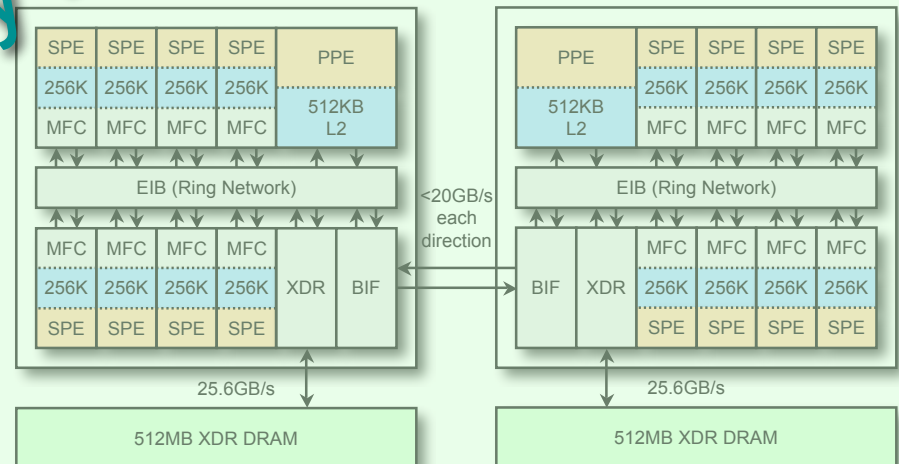 y
SPE SPE SPE SPE PPE
256K 256K 256K 256K 512KB L2
MFC MFC MFC MFC
EIB (Ring Network)
MFC MFC MFC MFC XDR BIF
256K 256K 256K 256K
SPE SPE SPE SPE
25.6GB/s
512MB XDR DRAM
<20GB/s
each
direction
PPE SPE SPE SPE SPE
512KB L2 256K 256K 256K 256K
MFC MFC MFC MFC
EIB (Ring Network)
BIF XDR MFC MFC MFC MFC
256K 256K 256K 256K
SPE SPE SPE SPE
25.6GB/s
512MB XDR DRAM